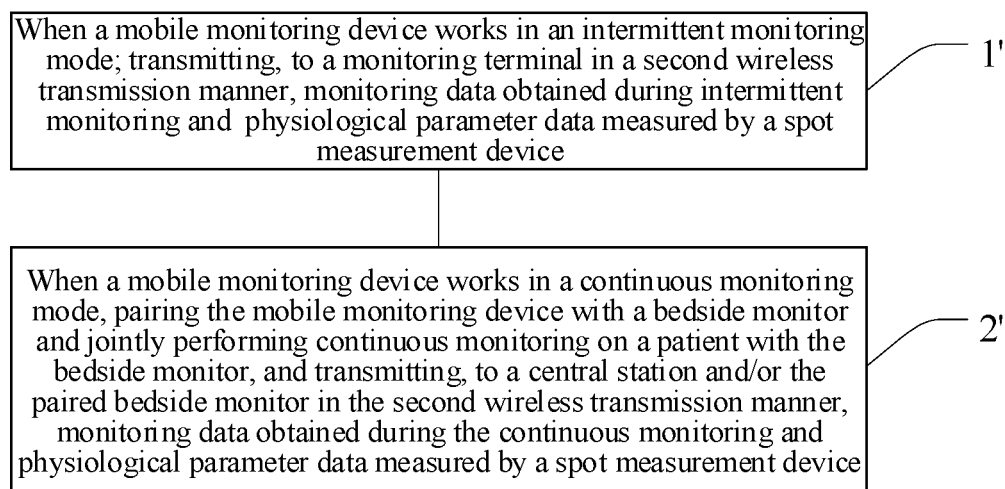 When a mobile monitoring device works in an intermittent monitoring
mode; transmitting, to a monitoring terminal in a second wireless
transmission manner, monitoring data obtained during intermittent
monitoring and physiological parameter data measured by a spot
measurement device
1'
When a mobile monitoring device works in a continuous monitoring
mode, pairing the mobile monitoring device with a bedside monitor
and jointly performing continuous monitoring on a patient with the
bedside monitor, and transmitting, to a central station and/or the
paired bedside monitor in the second wireless transmission manner,
monitoring data obtained during the continuous monitoring and
physiological parameter data measured by a spot measurement device
2'